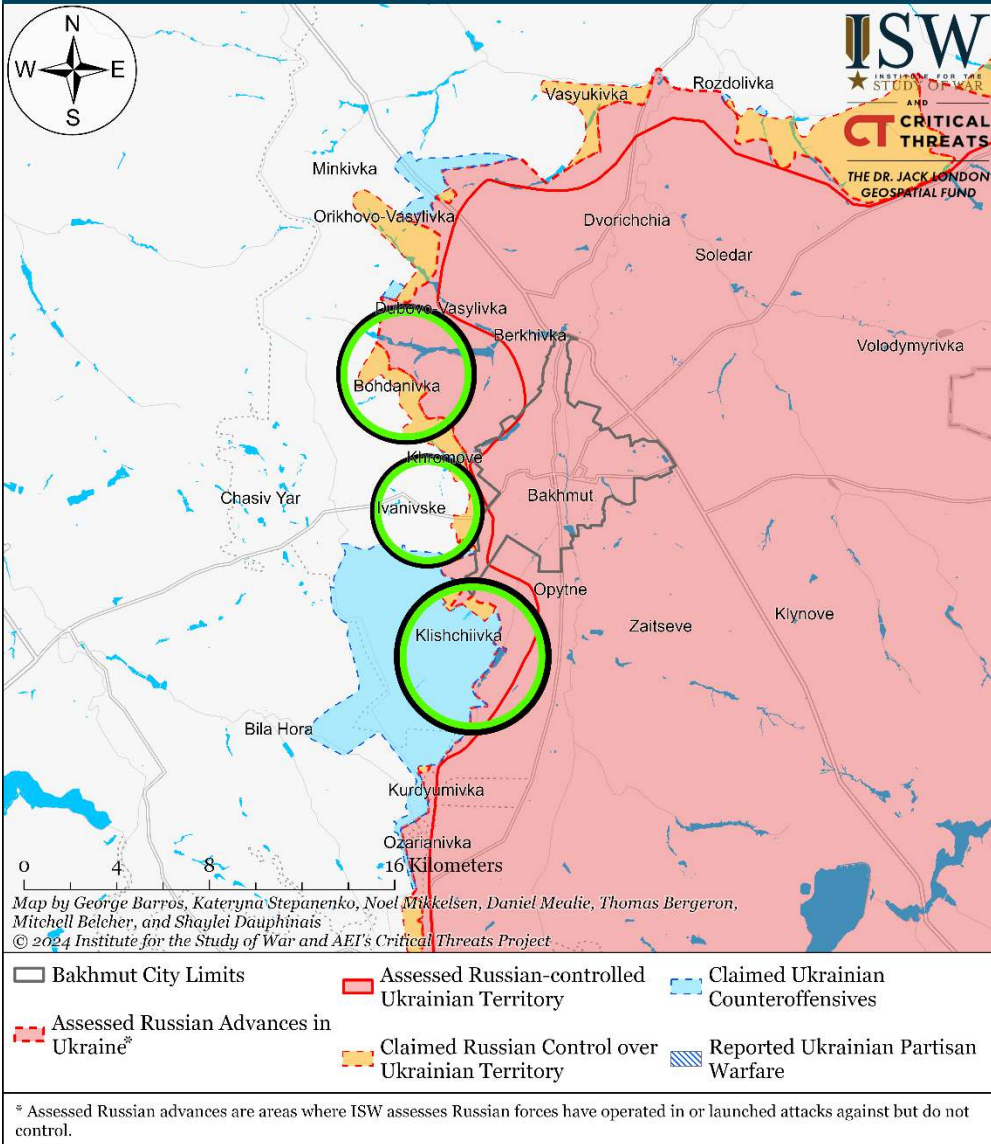 N
W
E
S
ISW
INSTITUTE FOR THE
STUDY OF WAR
AND
CT CRITICAL
THREATS
THE DR. JACK LONDON
GEOSPATIAL FUND
Vasyukivka
Rozdolivka
Minkivka
Orikhovo-Vasylivka
Dvorichchia
Soledar
Dubovo-Vasylivka
Berkhivka
Volodymyrivka
Bohdanivka
Khromove
Chasiv Yar
Ivanivske
Bakhmut
Opytne
Klishchiivka
Zaitseve
Klynove
Bila Hora
Kurdyumivka
Ozarianivka
0 4 8 16 Kilometers
Map by George Barros, Kateryna Stepanenko, Noel Mikkelsen, Daniel Mealie, Thomas Bergeron,
Mitchell Belcher, and Shaylei Dauphinais
© 2024 Institute for the Study of War and AEI's Critical Threats Project
Bakhmut City Limits
Assessed Russian Advances in
Ukraine*
Assessed Russian-controlled
Ukrainian Territory
Claimed Russian Control over
Ukrainian Territory
Claimed Ukrainian
Counteroffensives
Reported Ukrainian Partisan
Warfare
* Assessed Russian advances are areas where ISW assesses Russian forces have operated in or launched attacks against but do not
control.